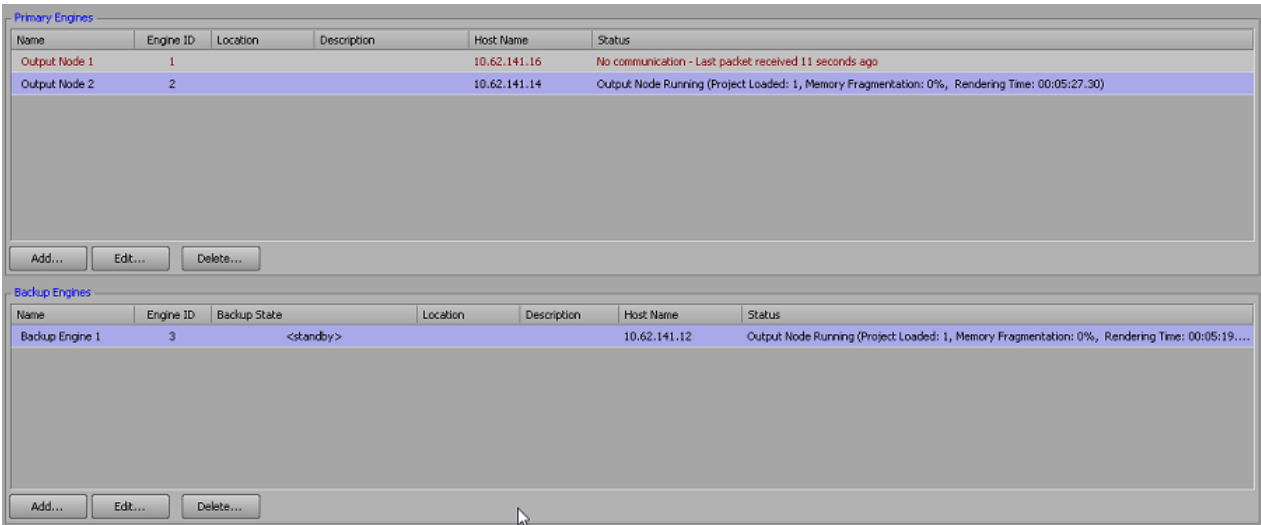 Primary Engines
Name Engine ID Location Description Host Name Status
Output Node 1 1 10.62.141.16 No communication - Last packet received 11 seconds ago
Output Node 2 2 10.62.141.14 Output Node Running (Project Loaded: 1, Memory Fragmentation: 0%, Rendering Time: 00:05:27.30)
Add... Edit... Delete...
Backup Engines
Name Engine ID Backup State Location Description Host Name Status
Backup Engine 1 3 <standby> 10.62.141.12 Output Node Running (Project Loaded: 1, Memory Fragmentation: 0%, Rendering Time: 00:05:19....
Add... Edit... Delete...